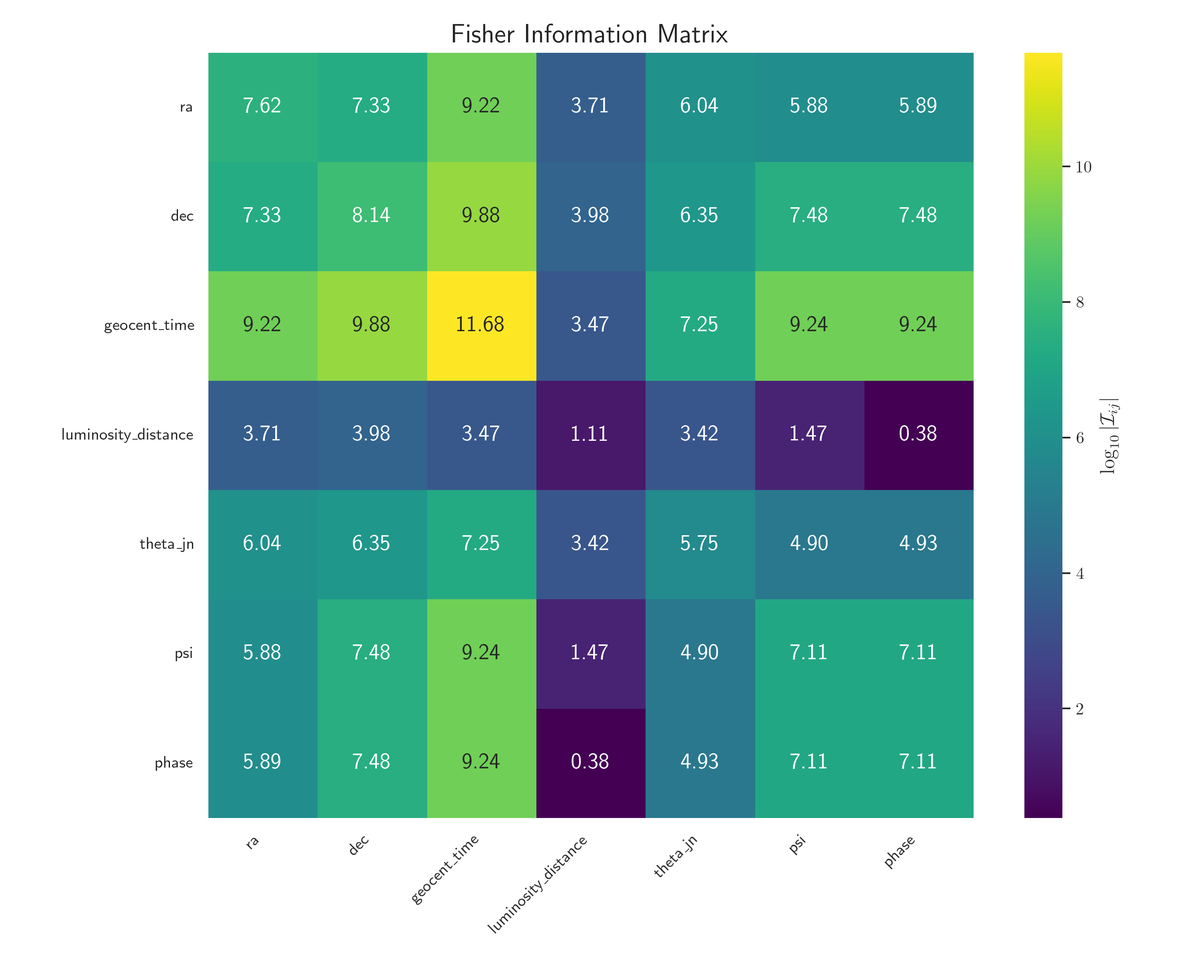 Fisher Information Matrix
ra 7.62 7.33 9.22 3.71 6.04 5.88 5.89
dec 7.33 8.14 9.88 3.98 6.35 7.48 7.48
geocent_time 9.22 9.88 11.68 3.47 7.25 9.24 9.24
luminosity_distance 3.71 3.98 3.47 1.11 3.42 1.47 0.38
theta_jn 6.04 6.35 7.25 3.42 5.75 4.90 4.93
psi 5.88 7.48 9.24 1.47 4.90 7.11 7.11
phase 5.89 7.48 9.24 0.38 4.93 7.11 7.11
ra dec geocent_time luminosity_distance theta_jn psi phase
10
8
6
4
2
log₁₀ |ℐᵢⱼ|